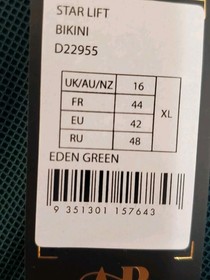 STAR LIFT
BIKINI
D22955
UK/AU/NZ 16
FR 44
EU 42
RU 48
XL
EDEN GREEN
9 351301 157643